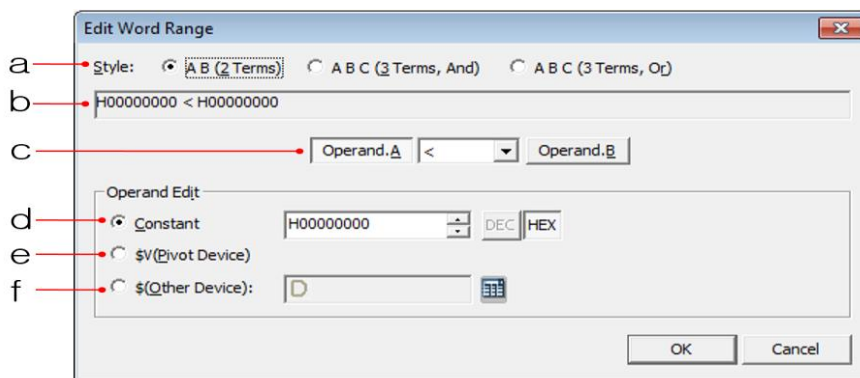 Edit Word Range
a Style: A B (2 Terms) A B C (3 Terms, And) A B C (3 Terms, Or)
b H00000000 < H00000000
c Operand.A < Operand.B
Operand Edit
d Constant H00000000 DEC HEX
e $V(Pivot Device)
f $(Other Device): D
OK Cancel